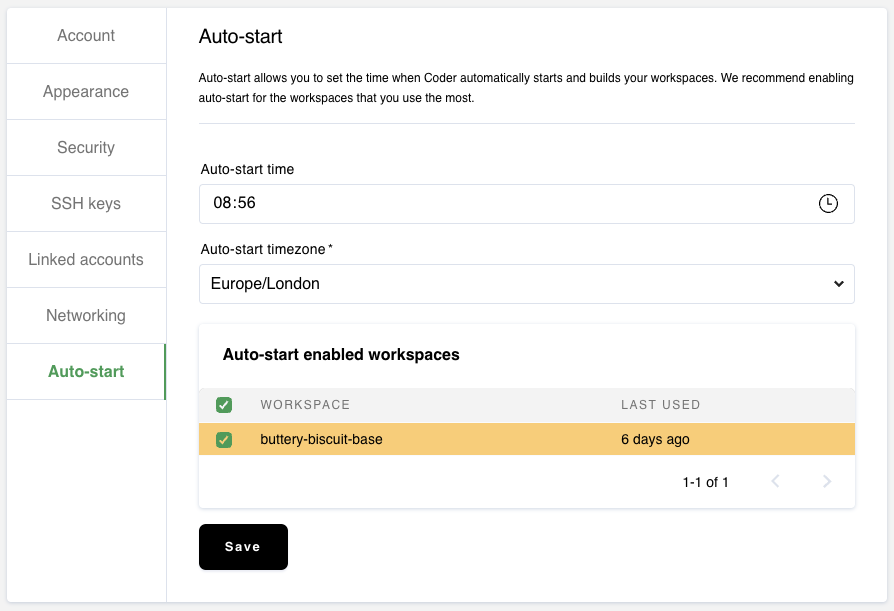 Account
Appearance
Security
SSH keys
Linked accounts
Networking
Auto-start
Auto-start
Auto-start allows you to set the time when Coder automatically starts and builds your workspaces. We recommend enabling
auto-start for the workspaces that you use the most.
Auto-start time
08:56
Auto-start timezone *
Europe/London
Auto-start enabled workspaces
WORKSPACE LAST USED
buttery-biscuit-base 6 days ago
1-1 of 1
Save